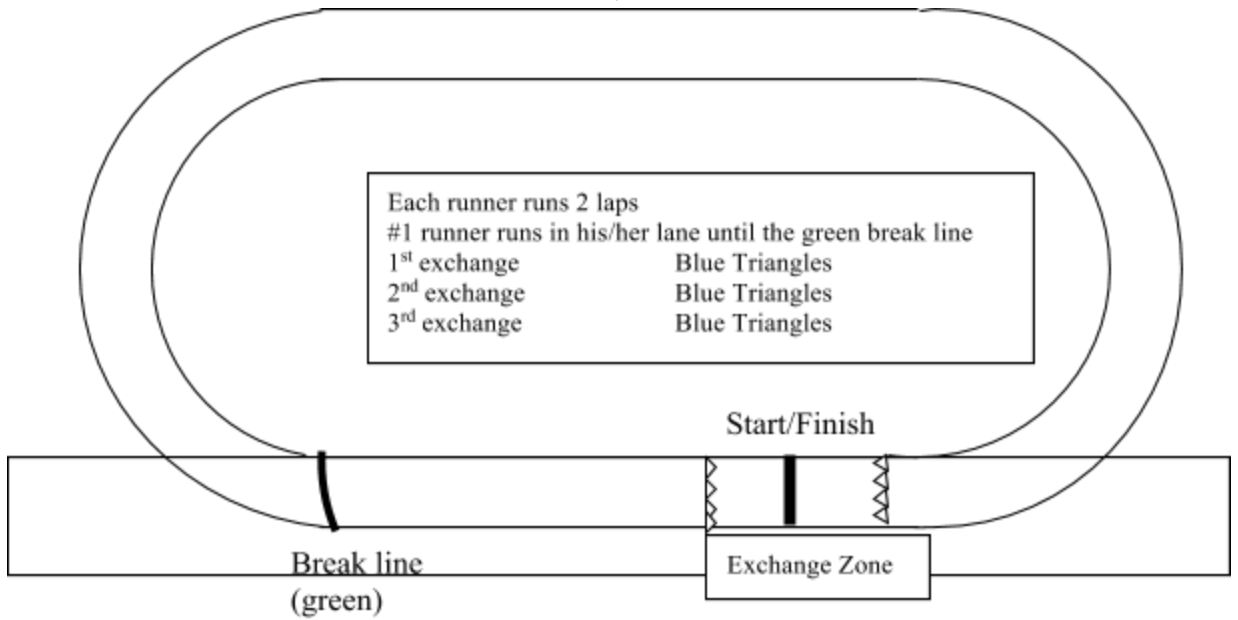 Each runner runs 2 laps
#1 runner runs in his/her lane until the green break line
1st exchange Blue Triangles
2nd exchange Blue Triangles
3rd exchange Blue Triangles
Start/Finish
Break line
(green)
Exchange Zone